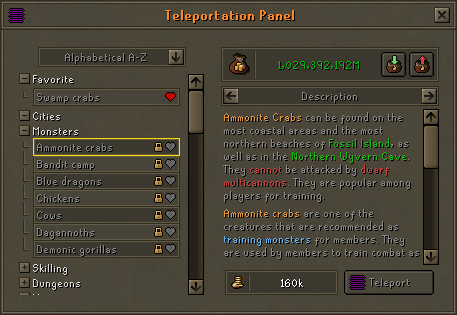 Teleportation Panel
Alphabetical A-Z
Favorite
Swamp crabs
Cities
Monsters
Ammonite crabs
Bandit camp
Blue dragons
Chickens
Cows
Dagannoths
Demonic gorillas
Skilling
Dungeons
1,029,392,192M
Description
Ammonite Crabs can be found on
the most coastal areas and the most
northern beaches of Fossil Island, as
well as in the Northern Wyvern Cave.
They cannot be attacked by dwarf
multicannons. They are popular among
players for training.
Ammonite crabs are one of the
creatures that are recommended as
training monsters for members. They
are used by members to train combat as
160k
Teleport